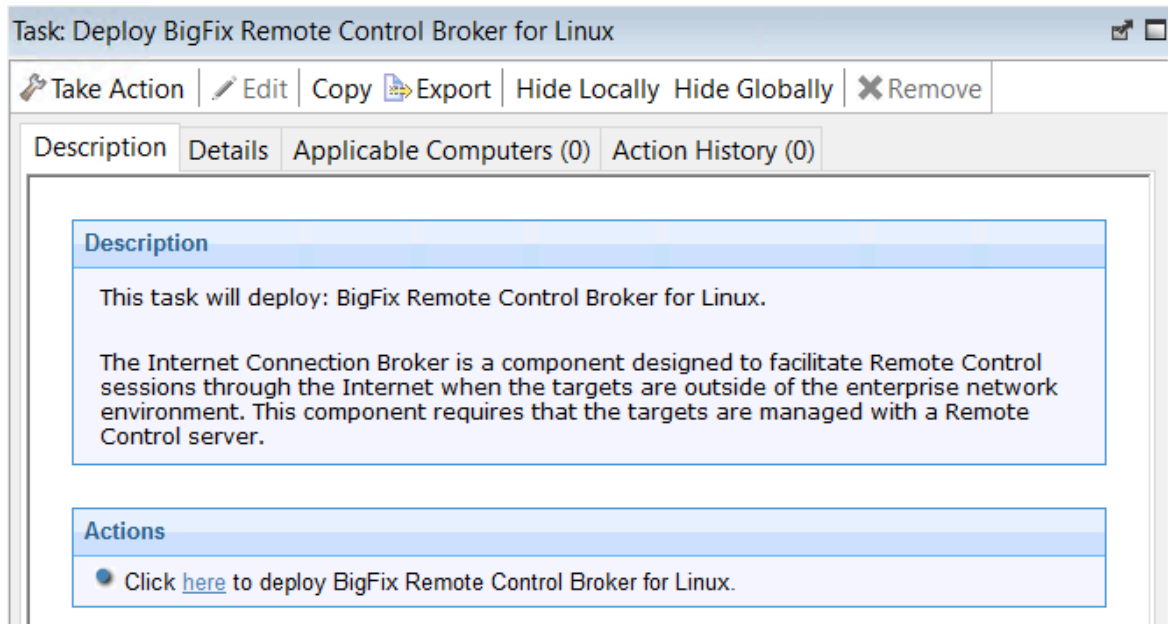 Task: Deploy BigFix Remote Control Broker for Linux
Take Action Edit Copy Export Hide Locally Hide Globally Remove
Description Details Applicable Computers (0) Action History (0)
Description
This task will deploy: BigFix Remote Control Broker for Linux.
The Internet Connection Broker is a component designed to facilitate Remote Control
sessions through the Internet when the targets are outside of the enterprise network
environment. This component requires that the targets are managed with a Remote
Control server.
Actions
Click here to deploy BigFix Remote Control Broker for Linux.